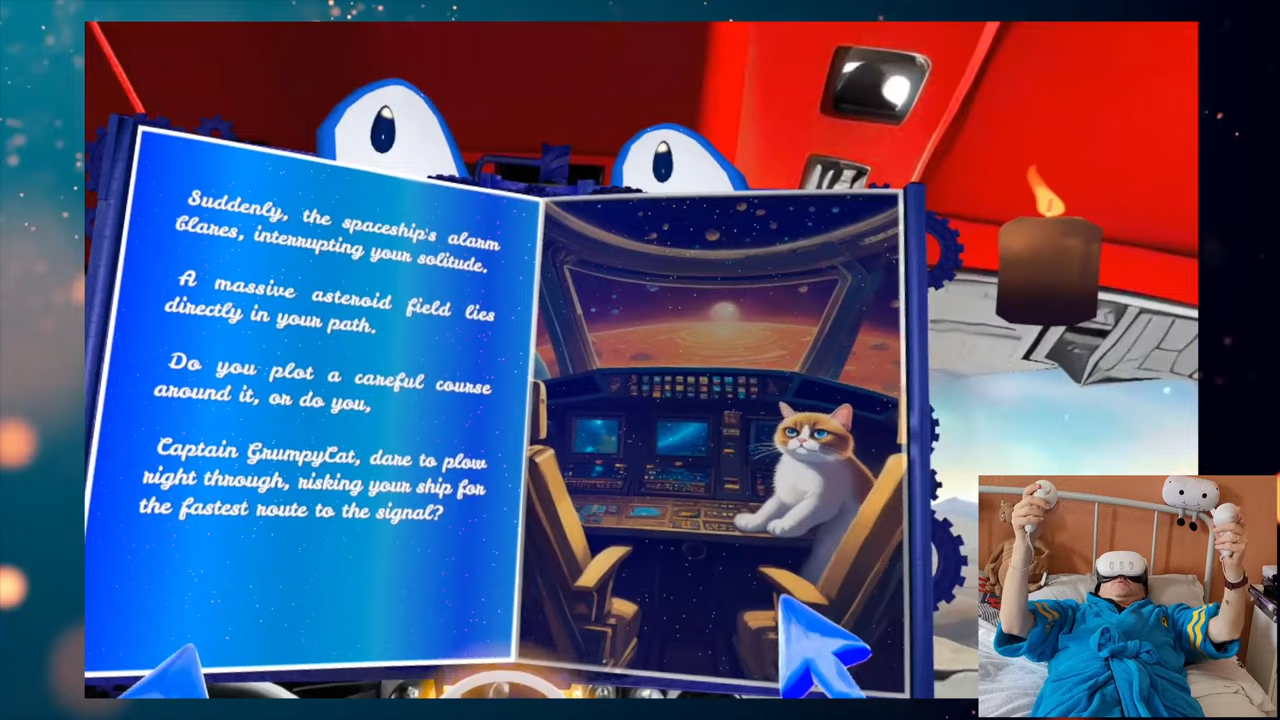 Suddenly, the spaceship's alarm
blares, interrupting your solitude.
A massive asteroid field lies
directly in your path.
Do you plot a careful course
around it, or do you,
Captain GrumpyCat, dare to plow
right through, risking your ship for
the fastest route to the signal?